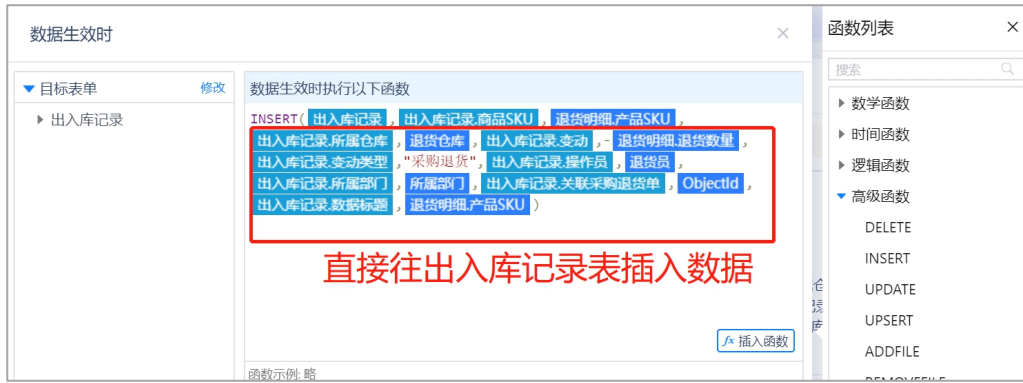 数据生效时
目标表单 修改
出入库记录
数据生效时执行以下函数
INSERT( 出入库记录 , 出入库记录.商品SKU , 退货明细.产品SKU ,
出入库记录.所属仓库 , 退货仓库 , 出入库记录.变动 ,- 退货明细.退货数量 ,
出入库记录.变动类型 ,"采购退货", 出入库记录.操作员 , 退货员 ,
出入库记录.所属部门 , 所属部门 , 出入库记录.关联采购退货单 , ObjectId ,
出入库记录.数据标题 , 退货明细.产品SKU )
直接往出入库记录表插入数据
fx 插入函数
函数示例: 略
函数列表
搜索
数学函数
时间函数
逻辑函数
高级函数
DELETE
INSERT
UPDATE
UPSERT
ADDFILE